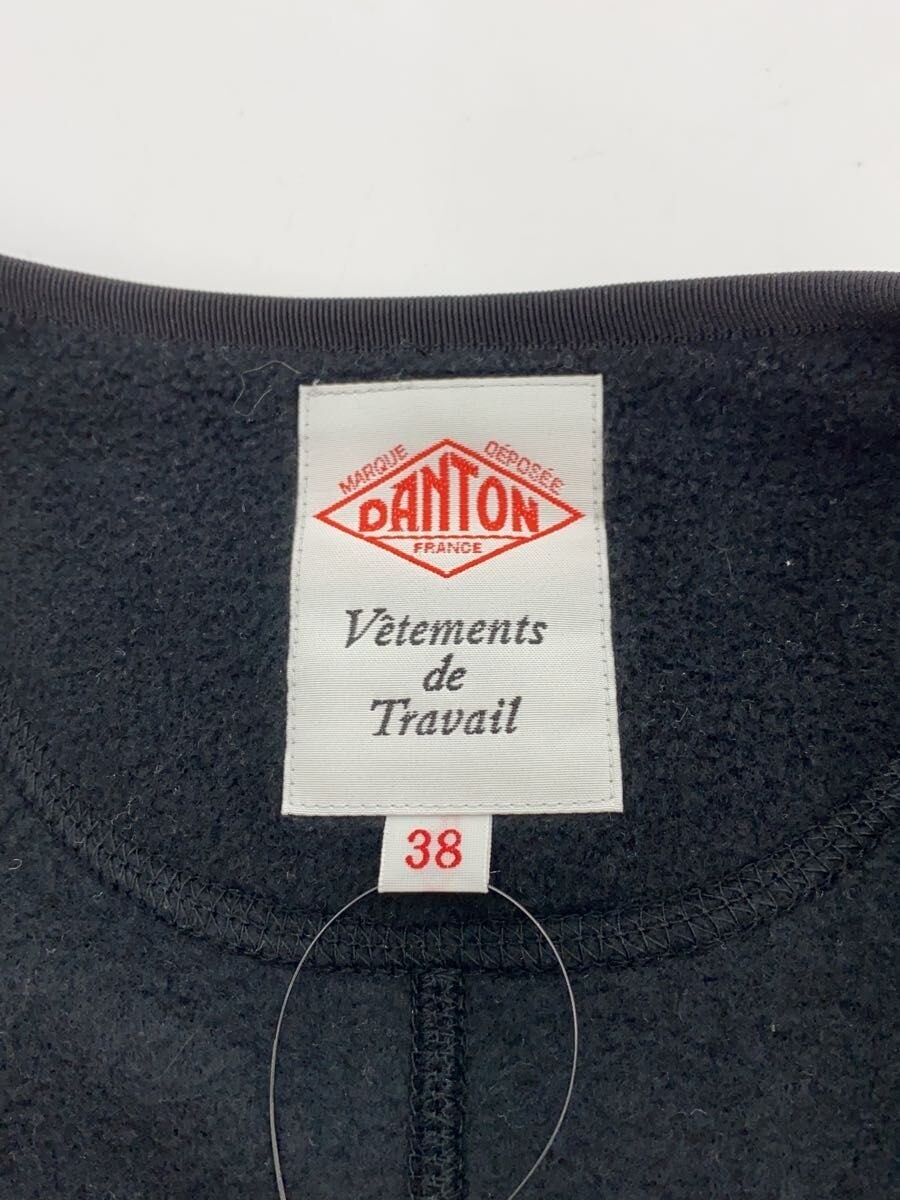 MARQUE DÉPOSÉE
DANTON
FRANCE
Vêtements
de
Travail
38